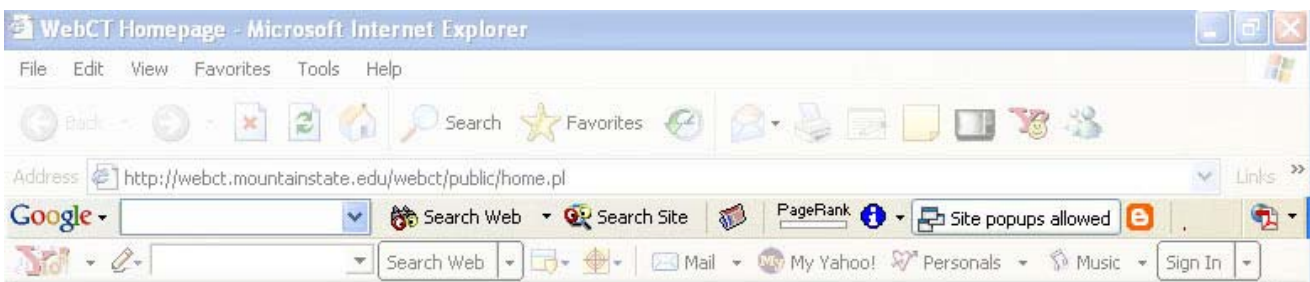 WebCT Homepage - Microsoft Internet Explorer
File Edit View Favorites Tools Help
Back Search Favorites
Address http://webct.mountainstate.edu/webct/public/home.pl Links »
Google Search Web Search Site PageRank Site popups allowed
Search Web Mail My Yahoo! Personals Music Sign In